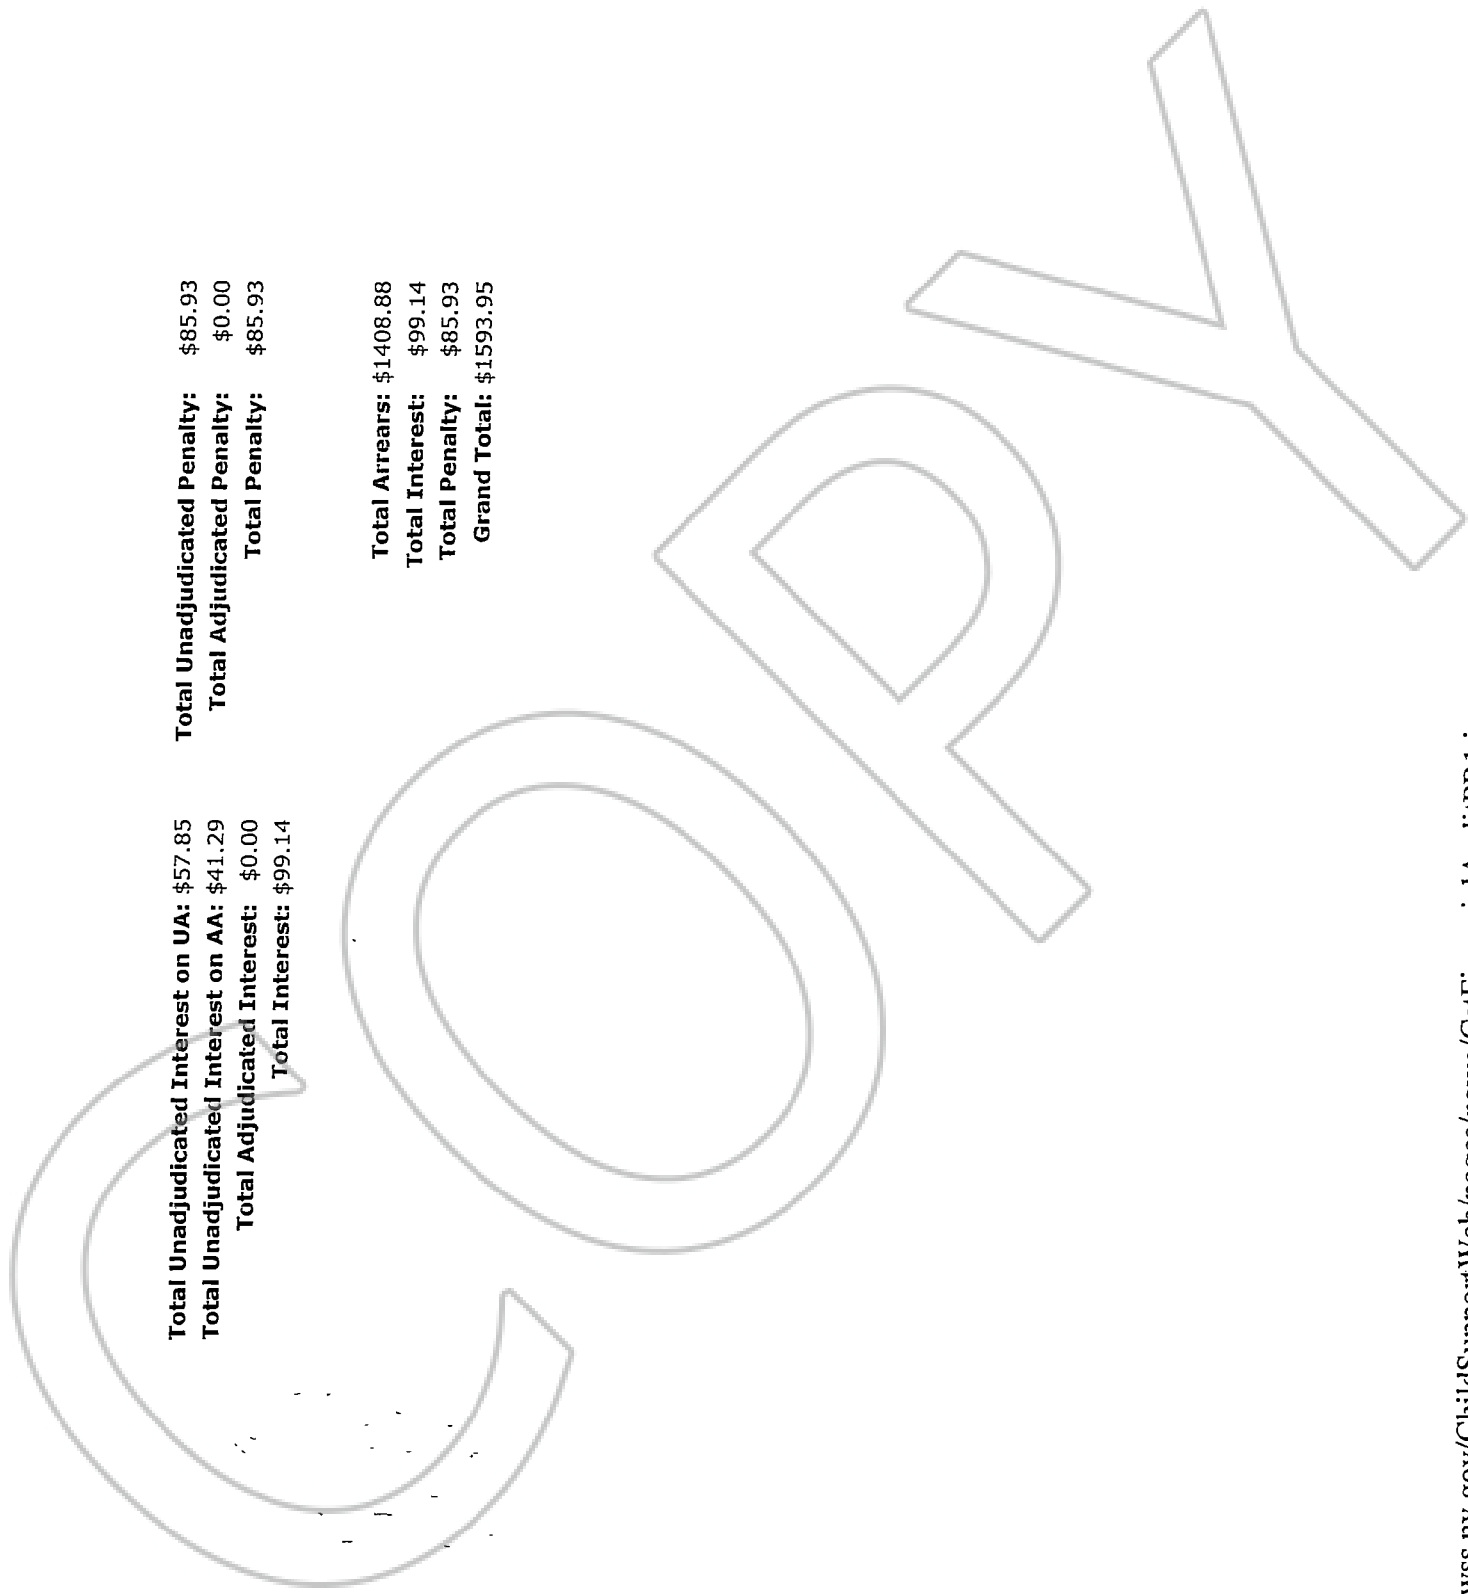 Total Unadjudicated Interest on UA: $57.85
Total Unadjudicated Interest on AA: $41.29
Total Adjudicated Interest: $0.00
Total Interest: $99.14
Total Unadjudicated Penalty: $85.93
Total Adjudicated Penalty: $0.00
Total Penalty: $85.93
Total Arrears: $1408.88
Total Interest: $99.14
Total Penalty: $85.93
Grand Total: $1593.95
COPY